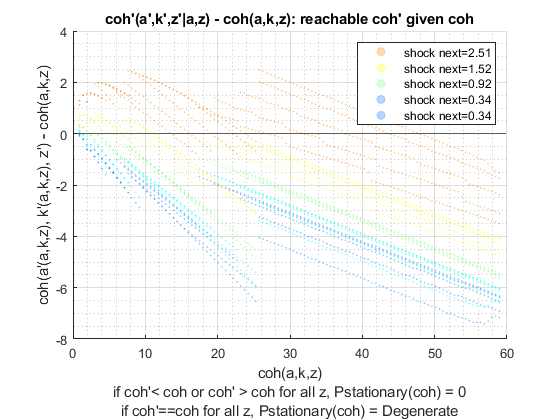 coh'(a',k',z'|a,z) - coh(a,k,z): reachable coh' given coh
4
2
0
-2
-4
-6
-8
coh(a'(a,k,z), k'(a,k,z), z') - coh(a,k,z)
shock next=2.51
shock next=1.52
shock next=0.92
shock next=0.34
shock next=0.34
0
10
20
30
40
50
60
coh(a,k,z)
if coh'< coh or coh' > coh for all z, Pstationary(coh) = 0
if coh'==coh for all z, Pstationary(coh) = Degenerate